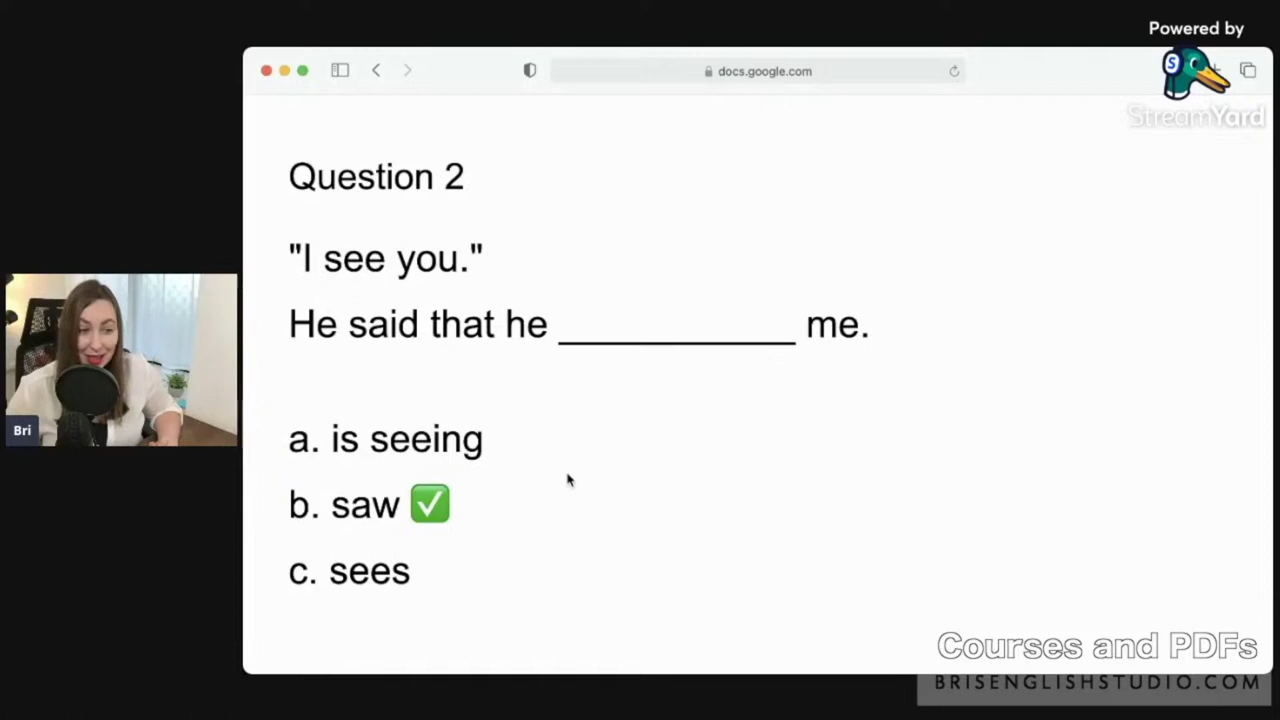 Powered by
docs.google.com
S
StreamYard
Question 2
"I see you."
He said that he ____________ me.
a. is seeing
b. saw ✅
c. sees
Bri
Courses and PDFs
BRISENGLISHSTUDIO.COM